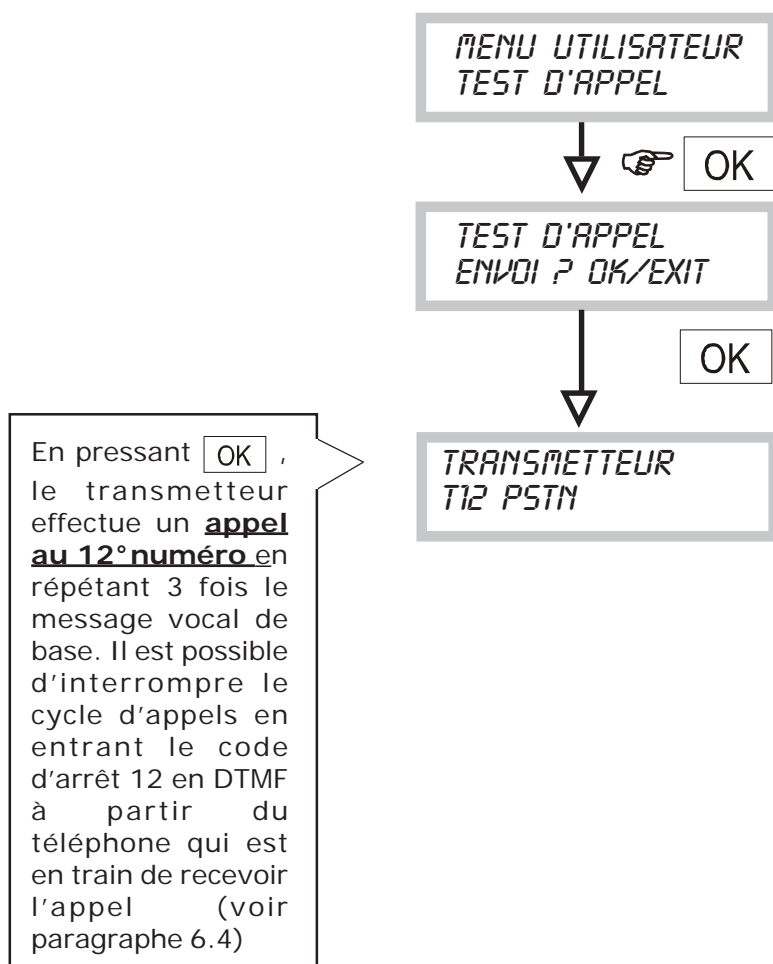 MENU UTILISATEUR
TEST D'APPEL
OK
TEST D'APPEL
ENVOI ? OK/EXIT
OK
TRANSMETTEUR
T12 PSTN
En pressant OK ,
le transmetteur
effectue un appel
au 12° numéro en
répétant 3 fois le
message vocal de
base. Il est possible
d'interrompre le
cycle d'appels en
entrant le code
d'arrêt 12 en DTMF
à partir du
téléphone qui est
en train de recevoir
l'appel (voir
paragraphe 6.4)